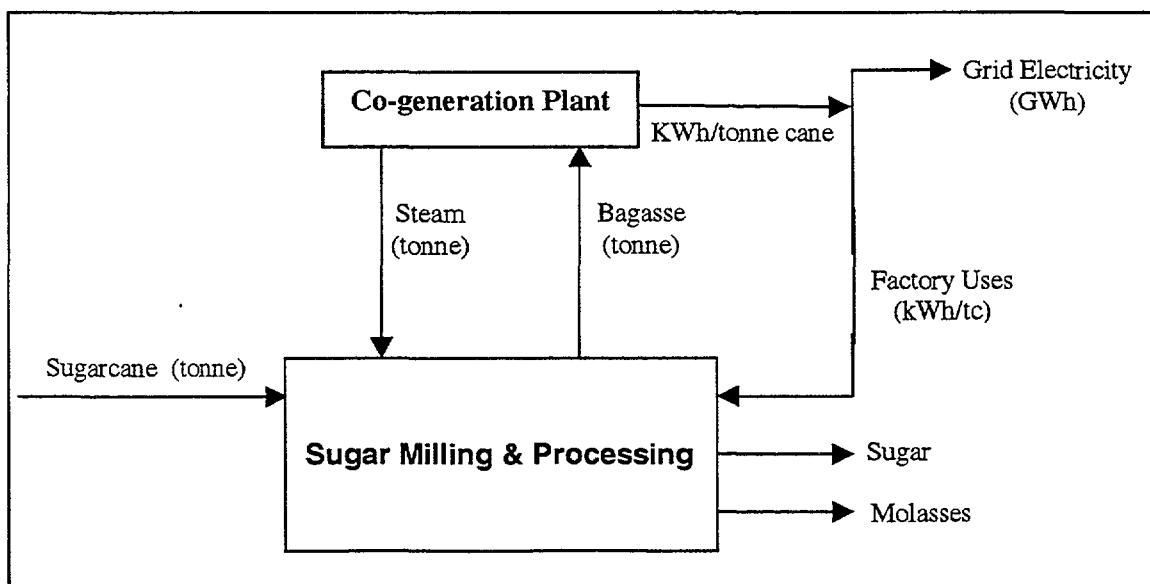 Grid Electricity
(GWh)
Co-generation Plant
KWh/tonne cane
Steam
(tonne)
Bagasse
(tonne)
Factory Uses
(kWh/tc)
Sugarcane (tonne)
Sugar Milling & Processing
Sugar
Molasses